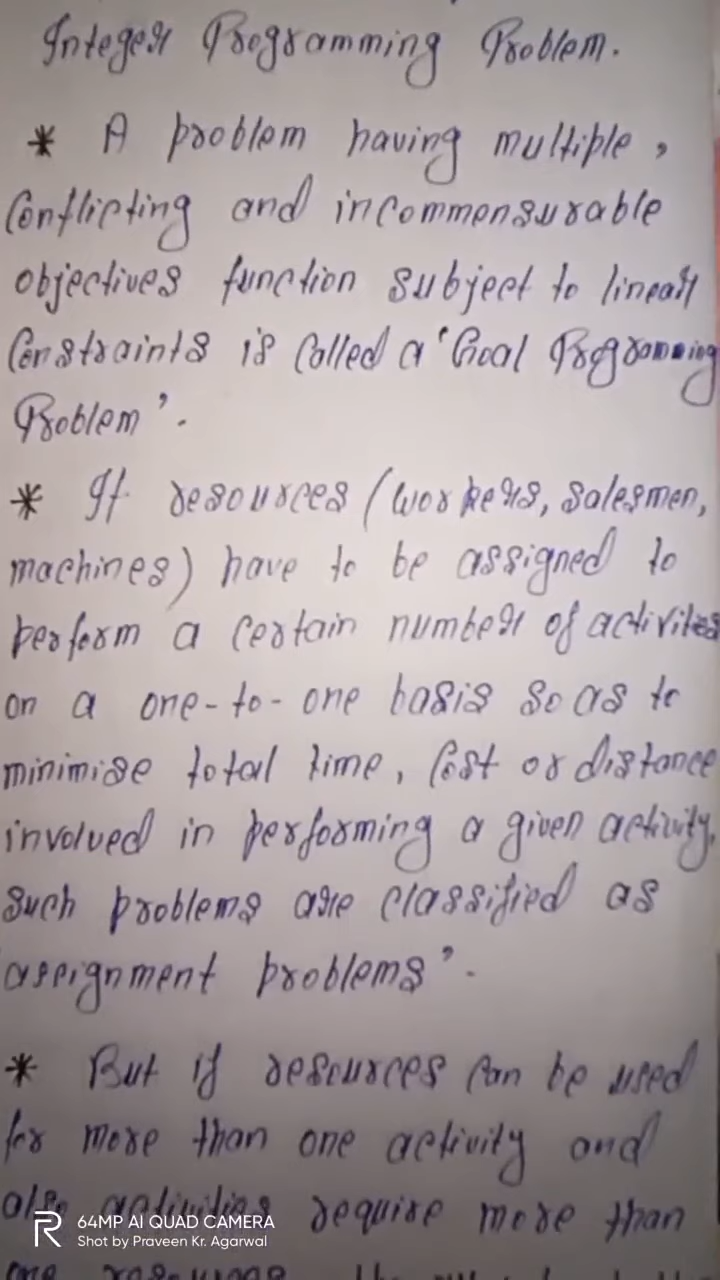 Integer Programming Problem.
* A problem having multiple,
Conflicting and incommensurable
objectives function subject to linear
Constraints is Called a 'Goal Programming
Problem'.
* If resources (workers, salesmen,
machines) have to be assigned to
perform a certain number of activites
on a one-to-one basis so as to
minimise total time, Cost or distance
involved in performing a given activity,
Such problems are classified as
assignment problems'.
* But if resources Can be used
for more than one activity and
also activities require more than
one
64MP AI QUAD CAMERA
Shot by Praveen Kr. Agarwal